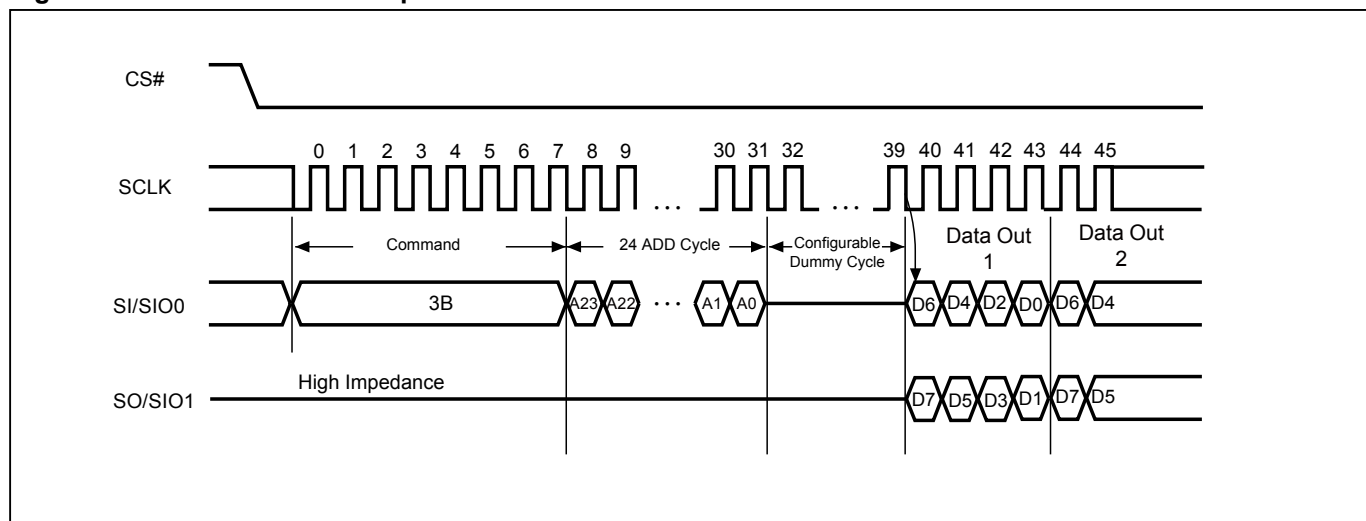 CS#
0 1 2 3 4 5 6 7 8 9 30 31 32 39 40 41 42 43 44 45
SCLK
... ...
Command 24 ADD Cycle Configurable Dummy Cycle Data Out 1 Data Out 2
SI/SIO0 3B A23 A22 ... A1 A0 D6 D4 D2 D0 D6 D4
High Impedance
SO/SIO1 D7 D5 D3 D1 D7 D5